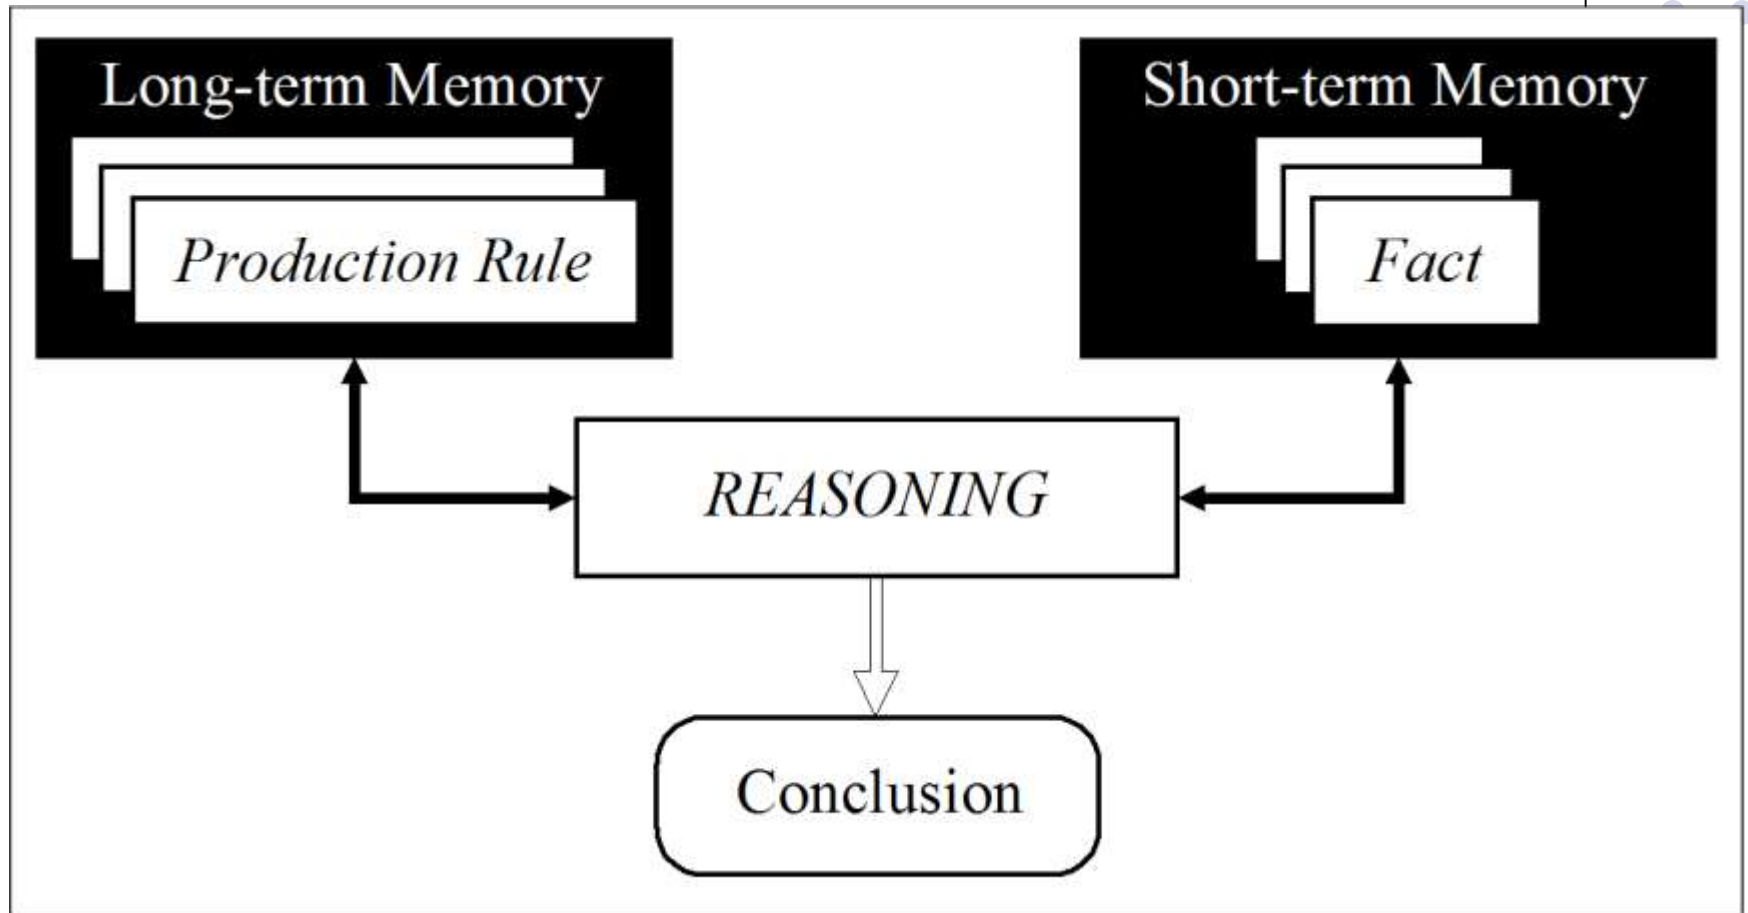 Long-term Memory
Production Rule
Short-term Memory
Fact
REASONING
Conclusion